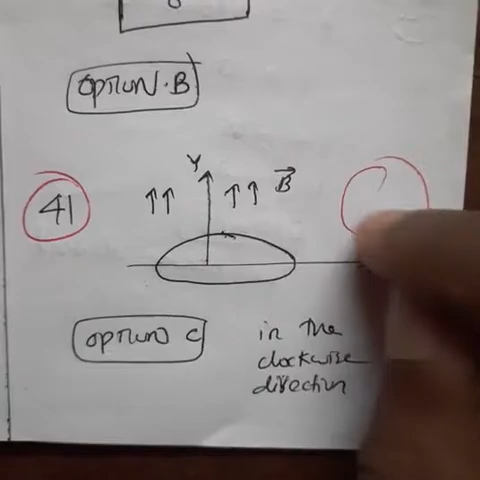 OPTION.B
41
Y
B
OPTION C
in the
clockwise
direction